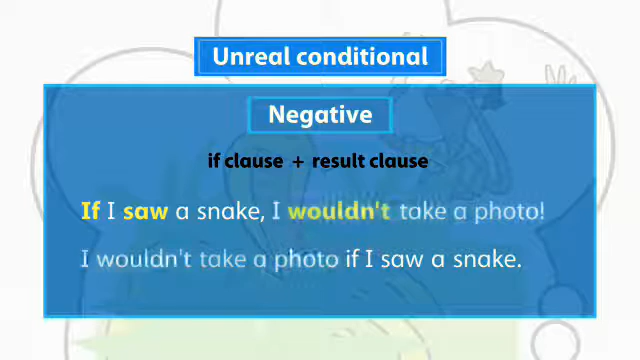 Unreal conditional
Negative
if clause + result clause
If I saw a snake, I wouldn't take a photo!
I wouldn't take a photo if I saw a snake.